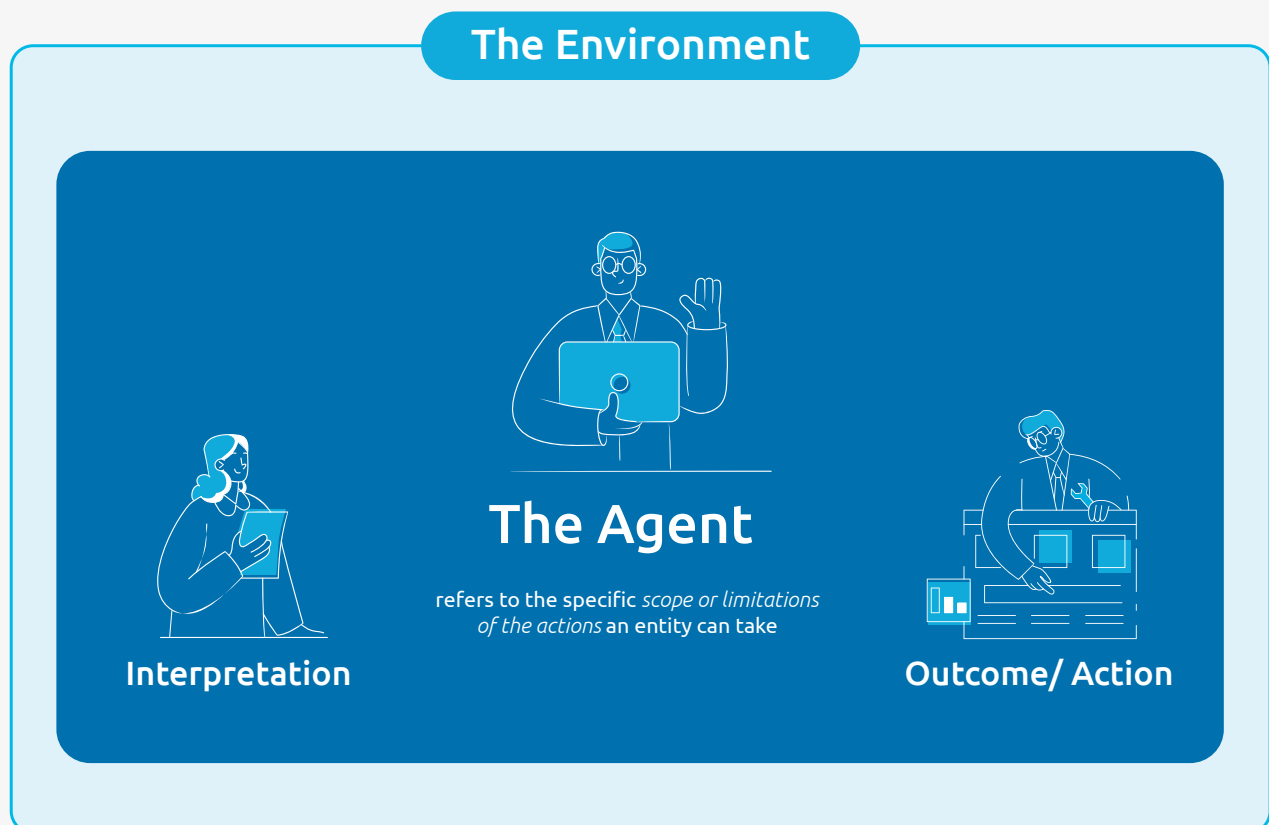 The Environment
The Agent
refers to the specific scope or limitations
of the actions an entity can take
Interpretation
Outcome/ Action